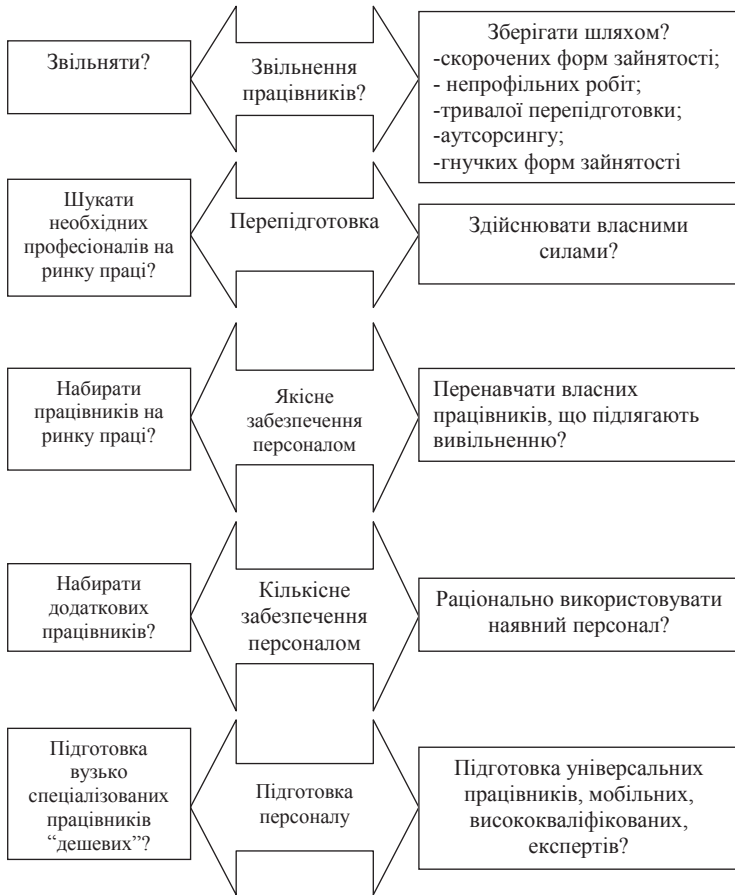 Звільняти?
Звільнення
працівників?
Зберігати шляхом?
-скорочених форм зайнятості;
- непрофільних робіт;
-тривалої перепідготовки;
-аутсорсингу;
-гнучких форм зайнятості
Шукати
необхідних
професіоналів на
ринку праці?
Перепідготовка
Здійснювати власними
силами?
Набирати
працівників на
ринку праці?
Якісне
забезпечення
персоналом
Перенавчати власних
працівників, що підлягають
вивільненню?
Набирати
додаткових
працівників?
Кількісне
забезпечення
персоналом
Раціонально використовувати
наявний персонал?
Підготовка
вузько
спеціалізованих
працівників
“дешевих”?
Підготовка
персоналу
Підготовка універсальних
працівників, мобільних,
висококваліфікованих,
експертів?